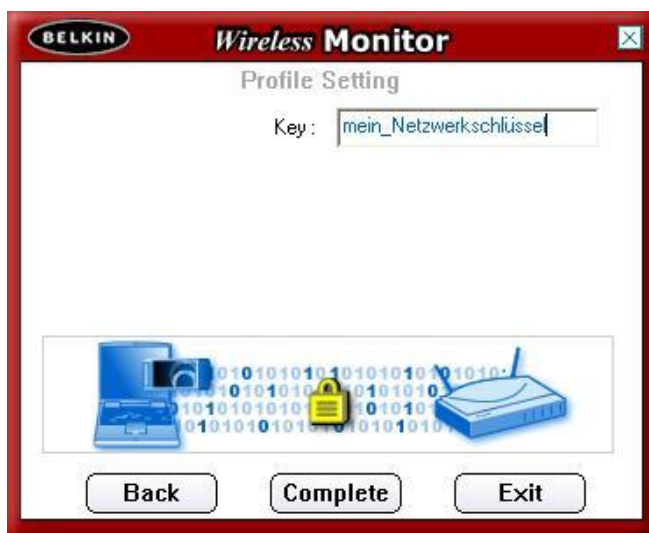 BELKIN
Wireless Monitor
Profile Setting
Key : mein_Netzwerkschlüssel
Back Complete Exit